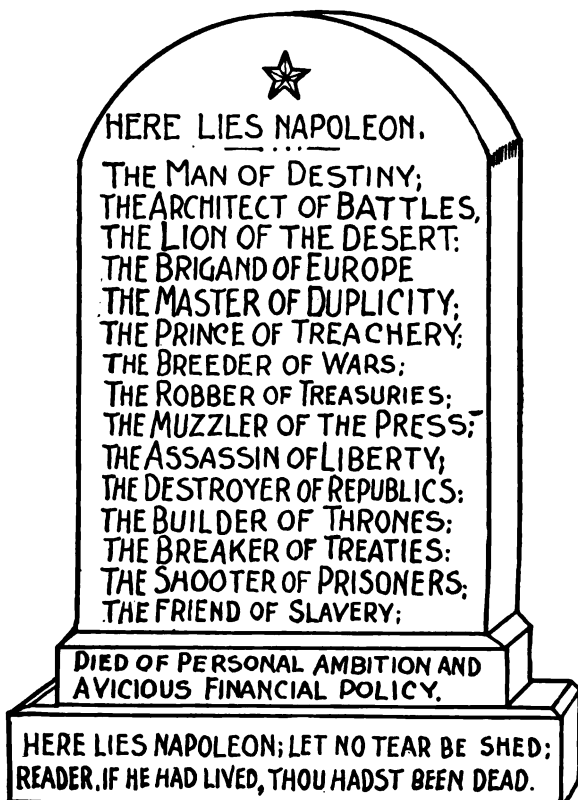 HERE LIES NAPOLEON.
THE MAN OF DESTINY;
THE ARCHITECT OF BATTLES,
THE LION OF THE DESERT:
THE BRIGAND OF EUROPE
THE MASTER OF DUPLICITY;
THE PRINCE OF TREACHERY;
THE BREEDER OF WARS;
THE ROBBER OF TREASURIES;
THE MUZZLER OF THE PRESS;
THE ASSASSIN OF LIBERTY;
THE DESTROYER OF REPUBLICS:
THE BUILDER OF THRONES;
THE BREAKER OF TREATIES:
THE SHOOTER OF PRISONERS;
THE FRIEND OF SLAVERY;
DIED OF PERSONAL AMBITION AND
A VICIOUS FINANCIAL POLICY.
HERE LIES NAPOLEON; LET NO TEAR BE SHED:
READER, IF HE HAD LIVED, THOU HADST BEEN DEAD.